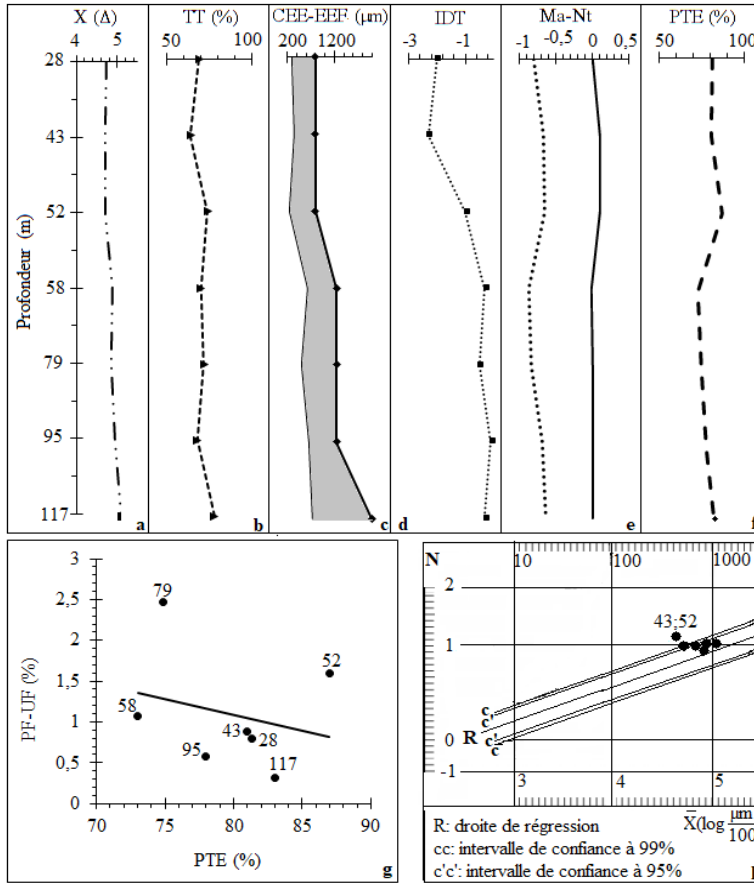 X (Δ)
4 5
TT (%)
50 100
CEE-EEF (μm)
200 1200
IDT
-3 -1
Ma-Nt
-1 -0,5 0 0,5
PTE (%)
50 100
Profondeur (m)
28
43
52
58
79
95
117
a b c d e f
PF-UF (%)
3
2,5
2
1,5
1
0,5
0
79
52
58
43
28
95
117
70 75 80 85 90
PTE (%)
g
N
10 100 1000
2
1
0
-1
43;52
c
c'
R
c'
c
3 4 5
R: droite de régression
X(log μm
100
cc: intervalle de confiance à 99%
c'c': intervalle de confiance à 95%